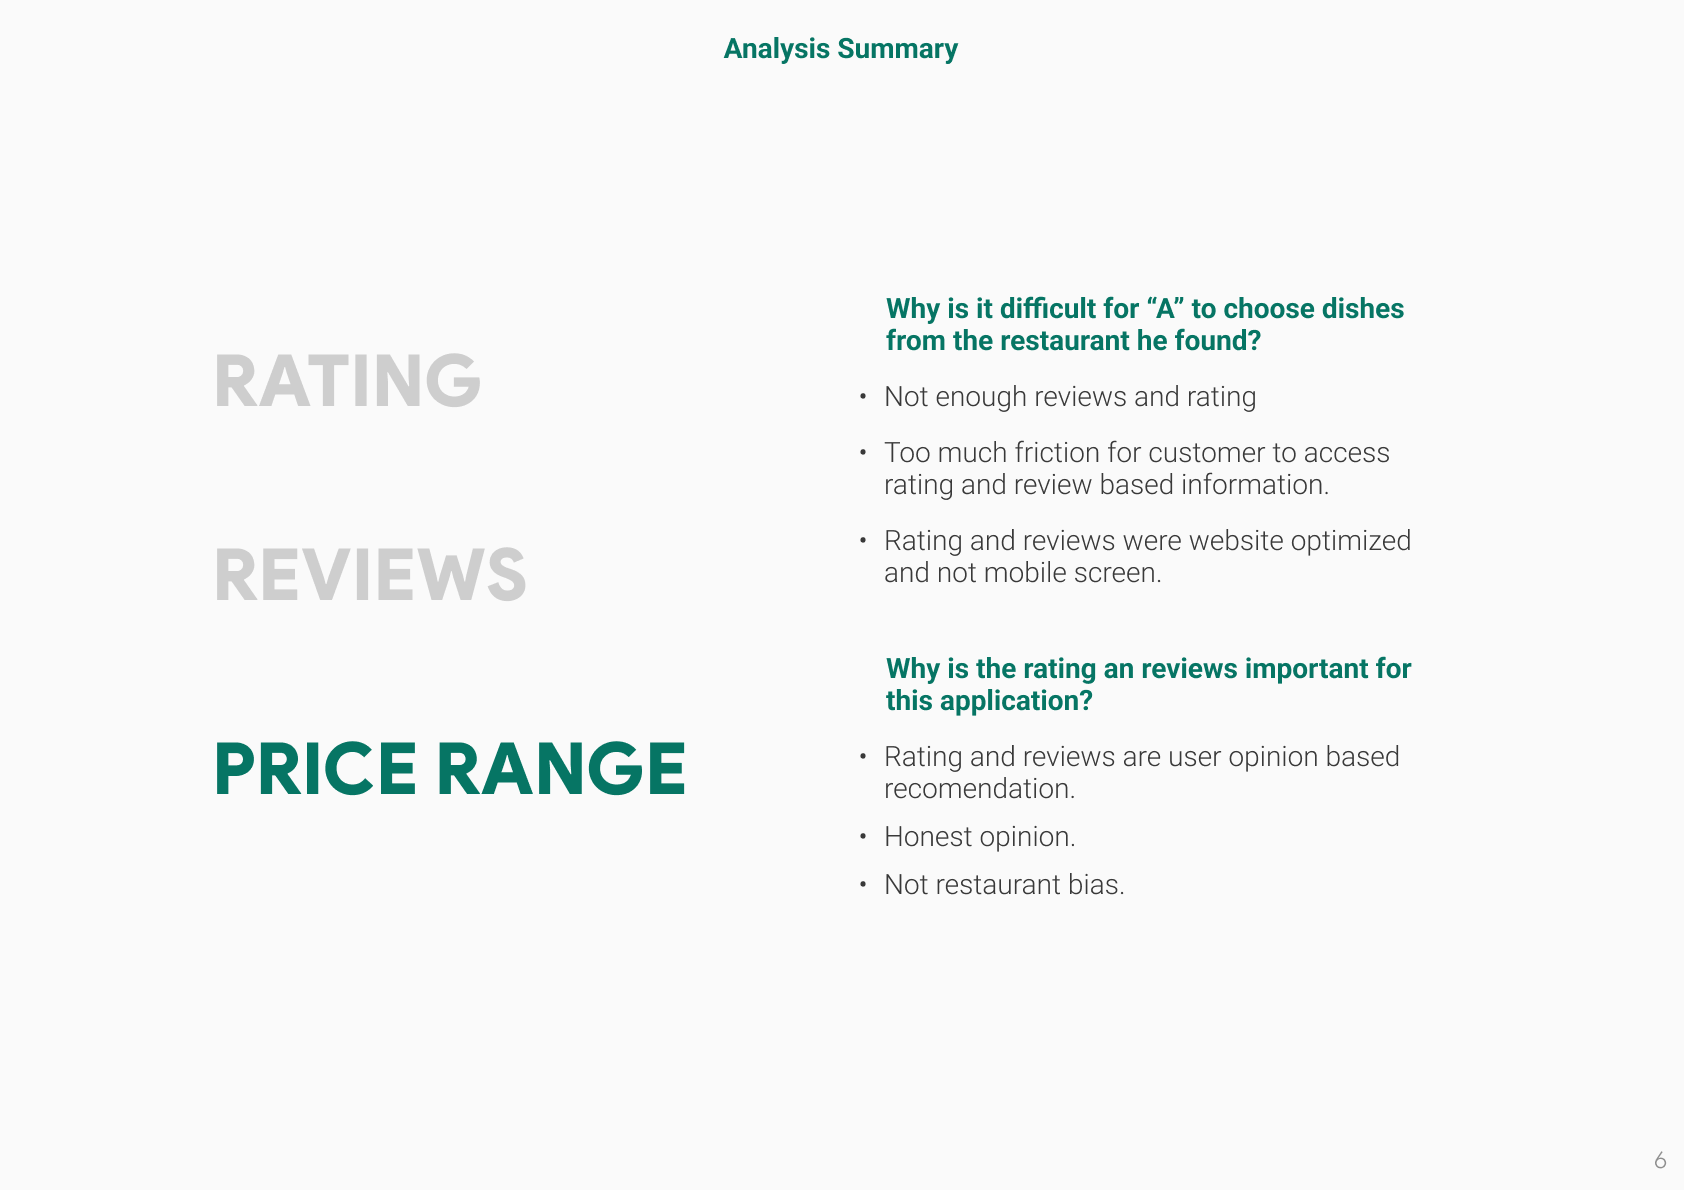 Analysis Summary
RATING
REVIEWS
PRICE RANGE
Why is it difficult for “A” to choose dishes
from the restaurant he found?
• Not enough reviews and rating
• Too much friction for customer to access
rating and review based information.
• Rating and reviews were website optimized
and not mobile screen.
Why is the rating an reviews important for
this application?
• Rating and reviews are user opinion based
recomendation.
• Honest opinion.
• Not restaurant bias.
6